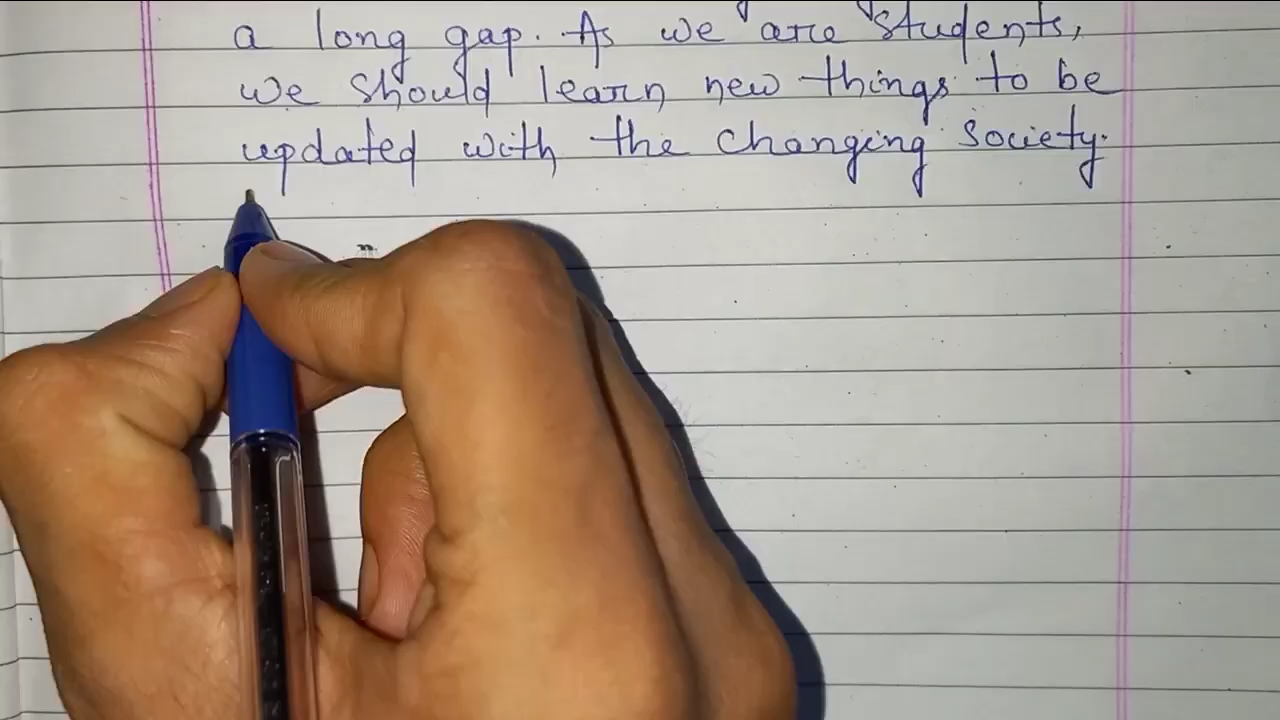 a long gap. As we are students,
we should learn new things to be
updated with the changing society.